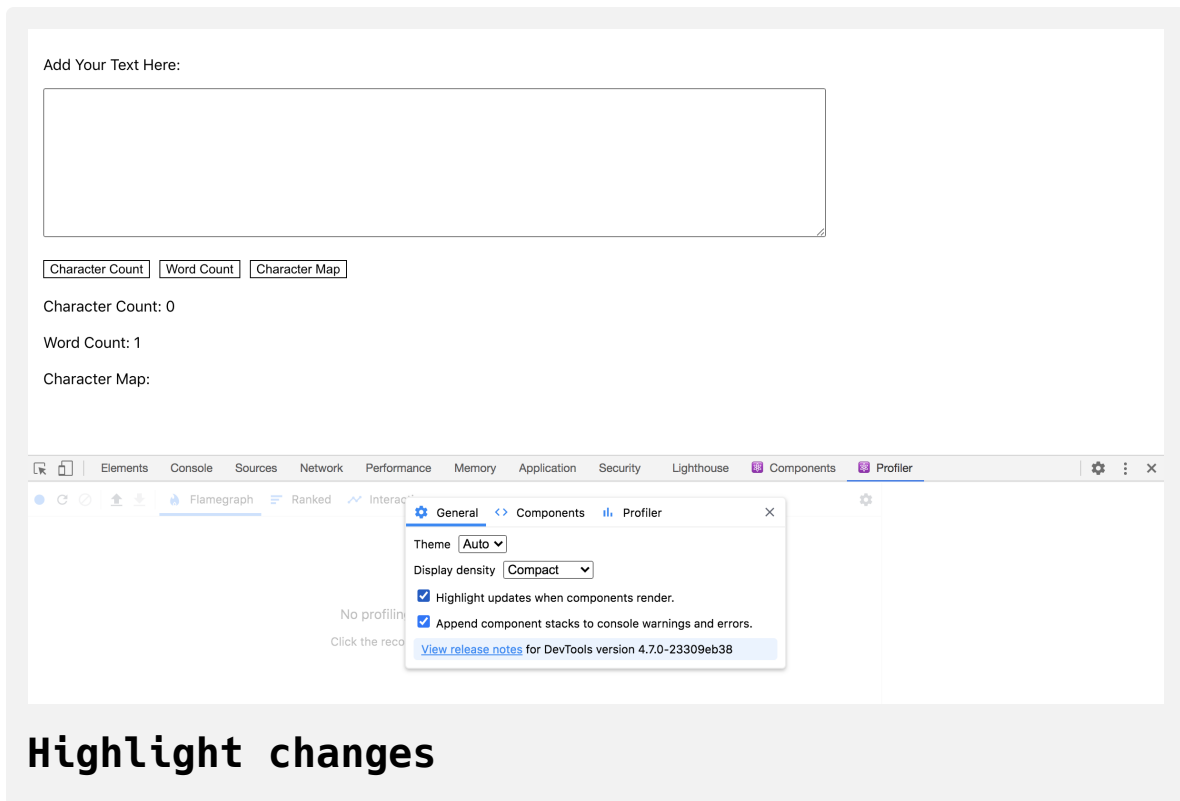 Add Your Text Here:
Character Count Word Count Character Map
Character Count: 0
Word Count: 1
Character Map:
Elements Console Sources Network Performance Memory Application Security Lighthouse Components Profiler
Flamegraph Ranked
General Components Profiler
Theme Auto
Display density Compact
Highlight updates when components render.
No
Append component stacks to console warnings and errors.
Click the
View release notes for DevTools version 4.7.0-23309eb38
Highlight changes